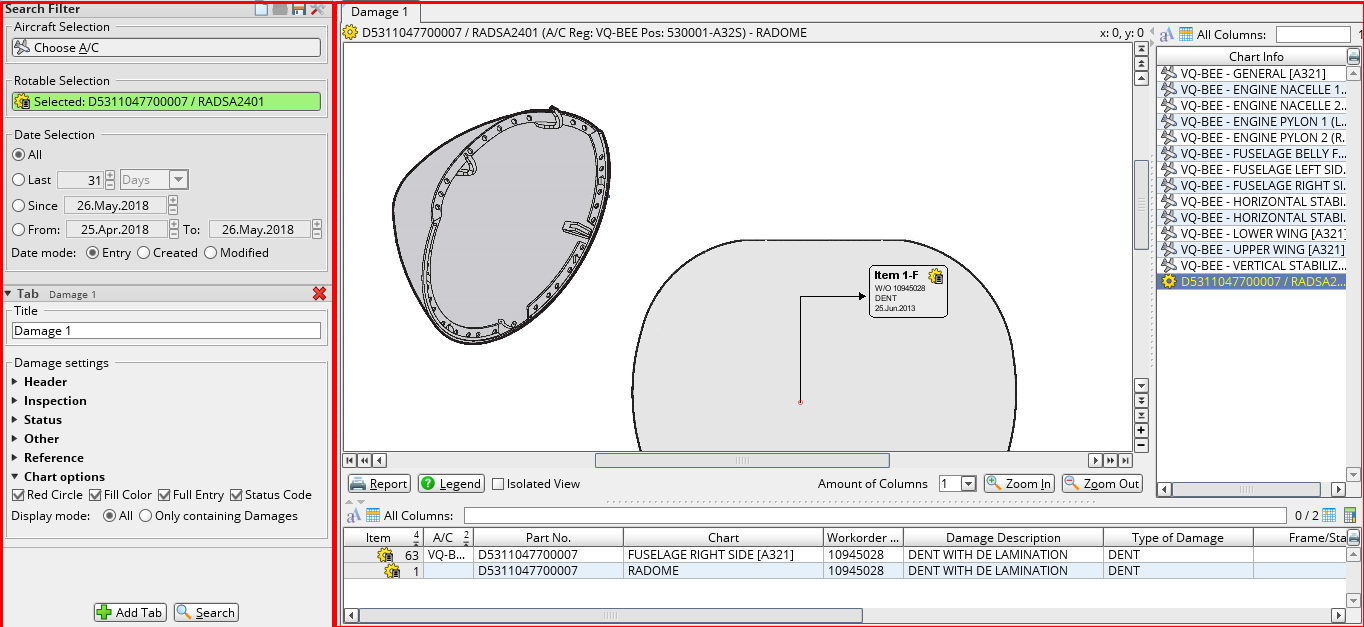 Search Filter
Aircraft Selection
Choose A/C
Rotable Selection
Selected: D5311047700007 / RADSA2401
Date Selection
All
Last 31 Days
Since 26.May.2018
From: 25.Apr.2018 To: 26.May.2018
Date mode: Entry Created Modified
Tab Damage 1
Title
Damage 1
Damage settings
Header
Inspection
Status
Other
Reference
Chart options
Red Circle Fill Color Full Entry Status Code
Display mode: All Only containing Damages
Add Tab Search
Damage 1
D5311047700007 / RADSA2401 (A/C Reg: VQ-BEE Pos: 530001-A32S) - RADOME x: 0, y: 0
Item 1-F
W/O 10945028
DENT
25.Jun.2013
Report Legend Isolated View Amount of Columns 1 Zoom In Zoom Out
All Columns: 0 / 2
Item 4 A/C 2 Part No. Chart Workorder ... Damage Description Type of Damage Frame/Sta
63 VQ-B... D5311047700007 FUSELAGE RIGHT SIDE [A321] 10945028 DENT WITH DE LAMINATION DENT
1 D5311047700007 RADOME 10945028 DENT WITH DE LAMINATION DENT
All Columns: 1
Chart Info
VQ-BEE - GENERAL [A321]
VQ-BEE - ENGINE NACELLE 1...
VQ-BEE - ENGINE NACELLE 2...
VQ-BEE - ENGINE PYLON 1 (L...
VQ-BEE - ENGINE PYLON 2 (R...
VQ-BEE - FUSELAGE BELLY F...
VQ-BEE - FUSELAGE LEFT SID...
VQ-BEE - FUSELAGE RIGHT SI...
VQ-BEE - HORIZONTAL STABI...
VQ-BEE - HORIZONTAL STABI...
VQ-BEE - LOWER WING [A321]
VQ-BEE - UPPER WING [A321]
VQ-BEE - VERTICAL STABILIZ...
D5311047700007 / RADSA2...